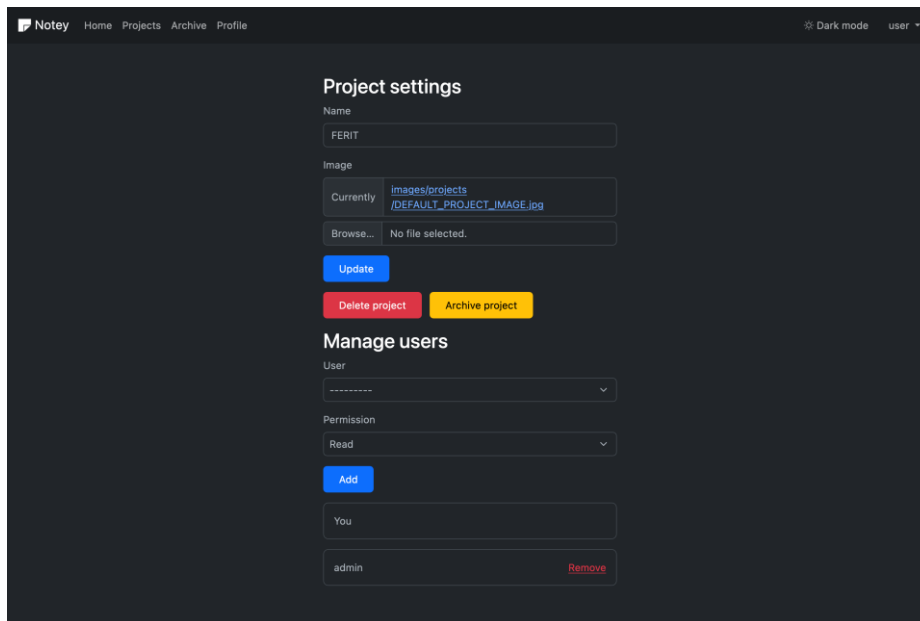 Notey Home Projects Archive Profile Dark mode user
Project settings
Name
FERIT
Image
Currently
images/projects
/DEFAULT_PROJECT_IMAGE.jpg
Browse... No file selected.
Update
Delete project Archive project
Manage users
User
---------
Permission
Read
Add
You
admin Remove